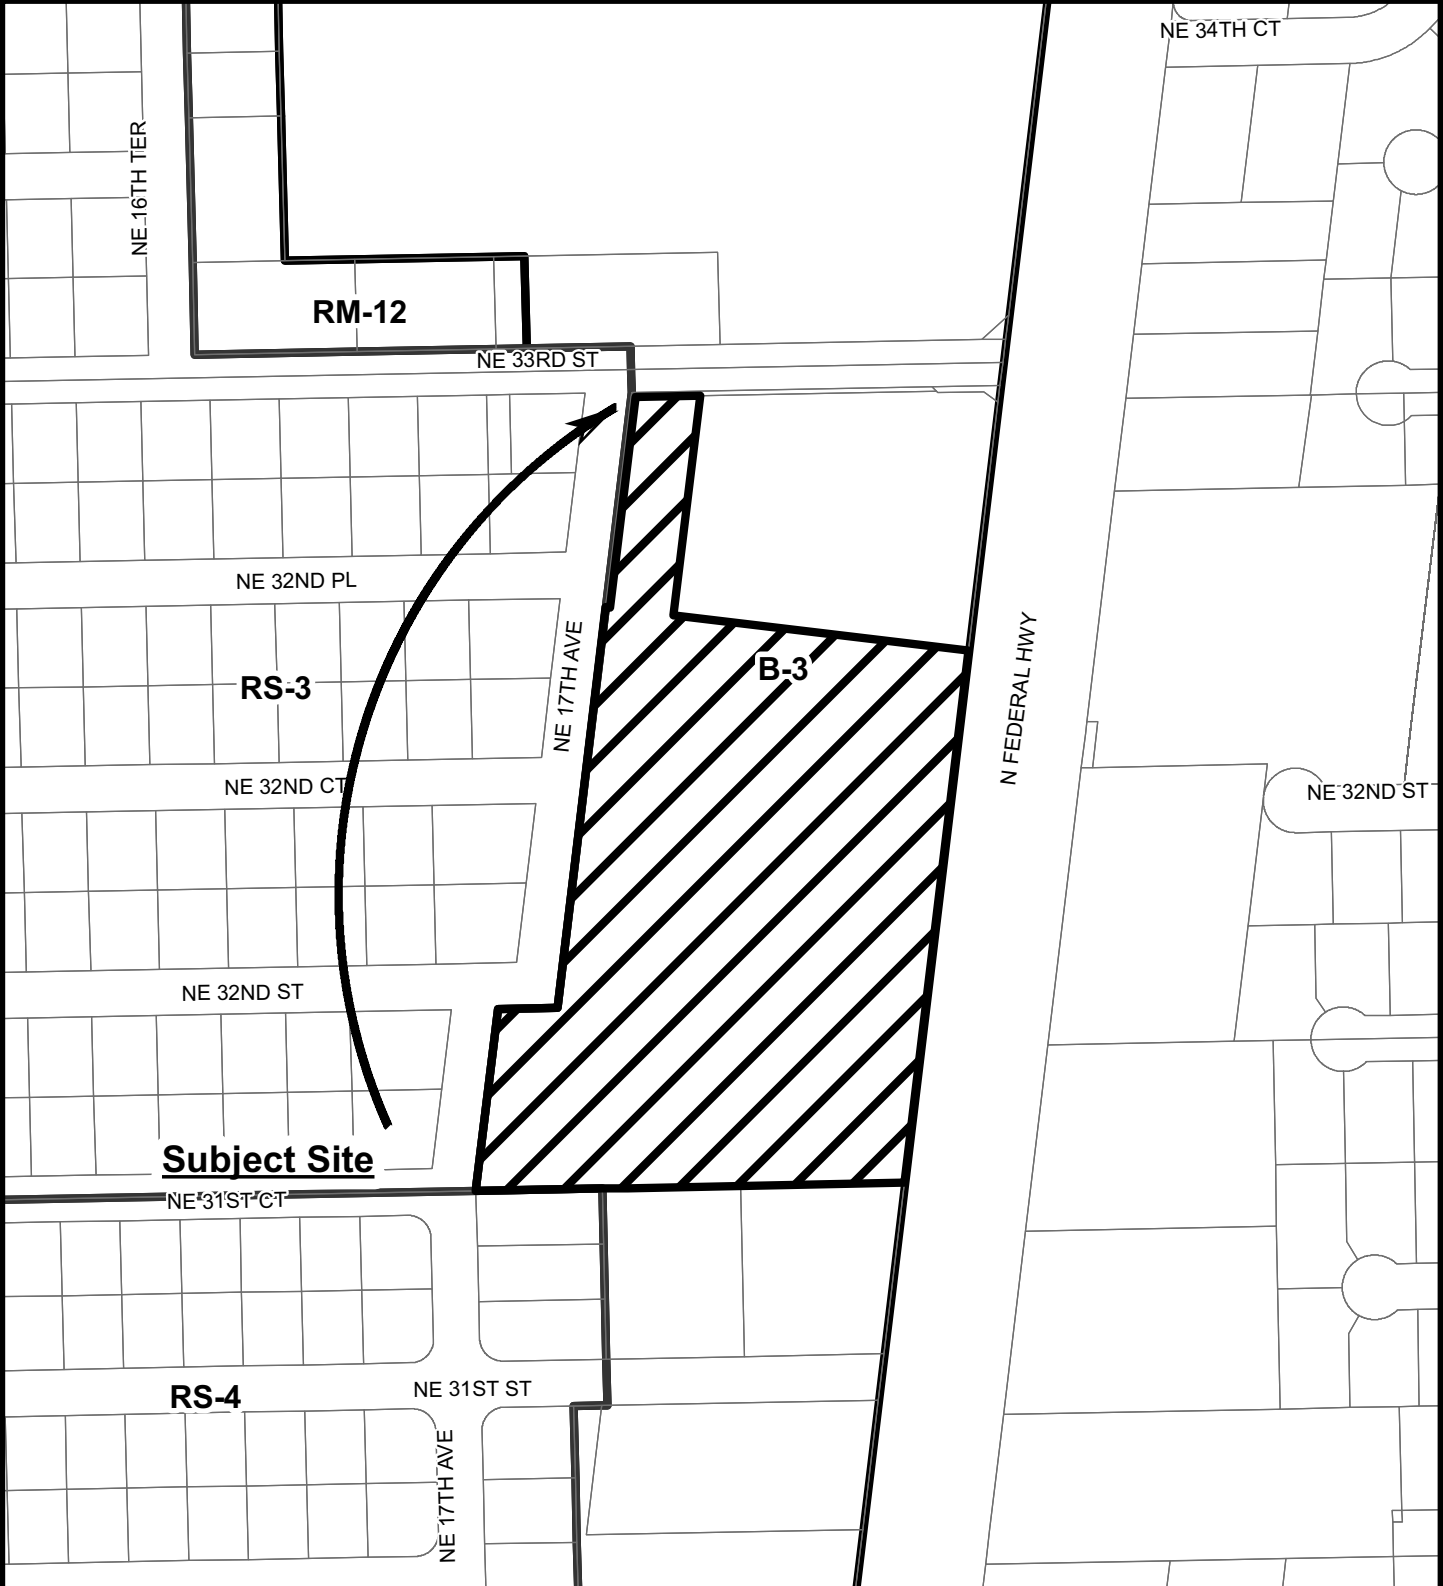 NE 34TH CT
NE 16TH TER
RM-12
NE 33RD ST
NE 32ND PL
NE 17TH AVE
B-3
N FEDERAL HWY
RS-3
NE 32ND CT
NE 32ND ST
NE 32ND ST
Subject Site
NE 31ST CT
NE 31ST ST
RS-4
NE 17TH AVE